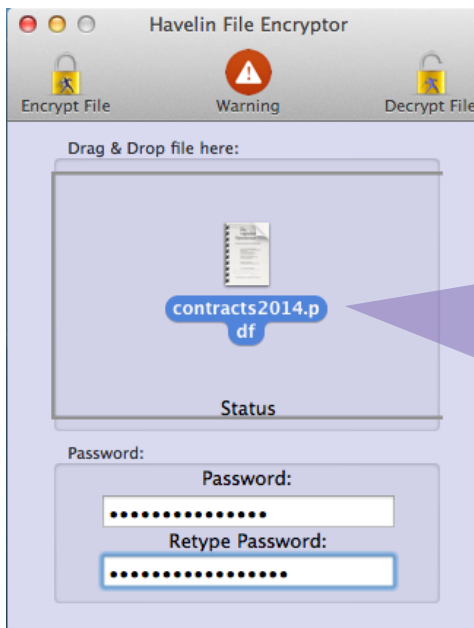 Havelin File Encryptor
Encrypt File
Warning
Decrypt File
Drag & Drop file here:
contracts2014.p
df
Status
Password:
Password:
•••••••••••••••
Retype Password:
•••••••••••••••••